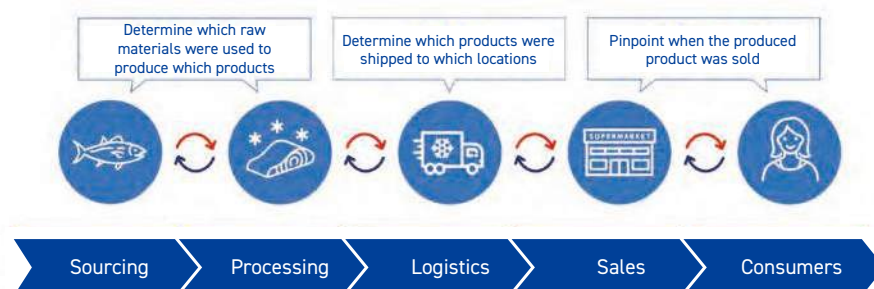 Determine which raw
materials were used to
produce which products
Determine which products were
shipped to which locations
Pinpoint when the produced
product was sold
SUPERMARKET
Sourcing
Processing
Logistics
Sales
Consumers